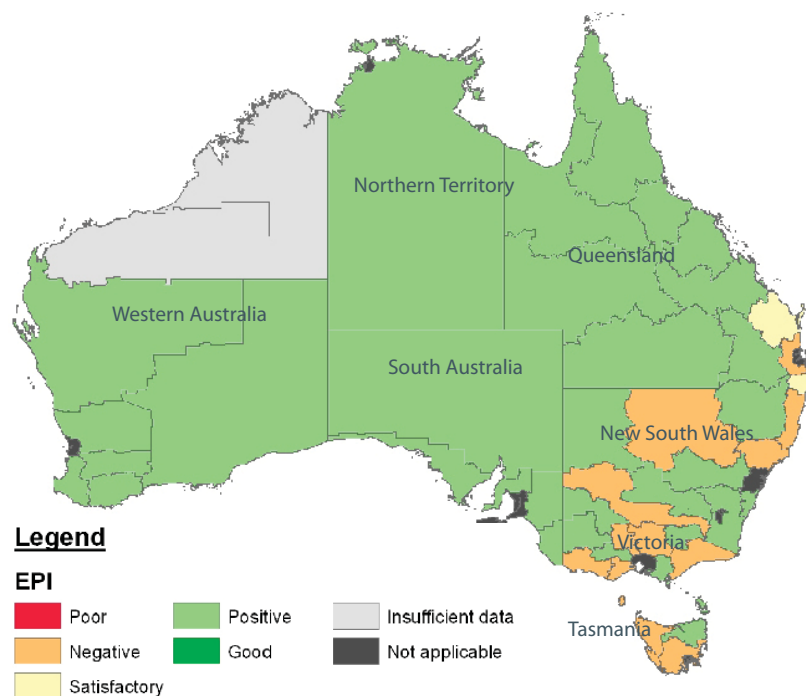 Northern Territory
Queensland
Western Australia
South Australia
New South Wales
Victoria
Tasmania
Legend
EPI
Poor
Positive
Insufficient data
Negative
Good
Not applicable
Satisfactory